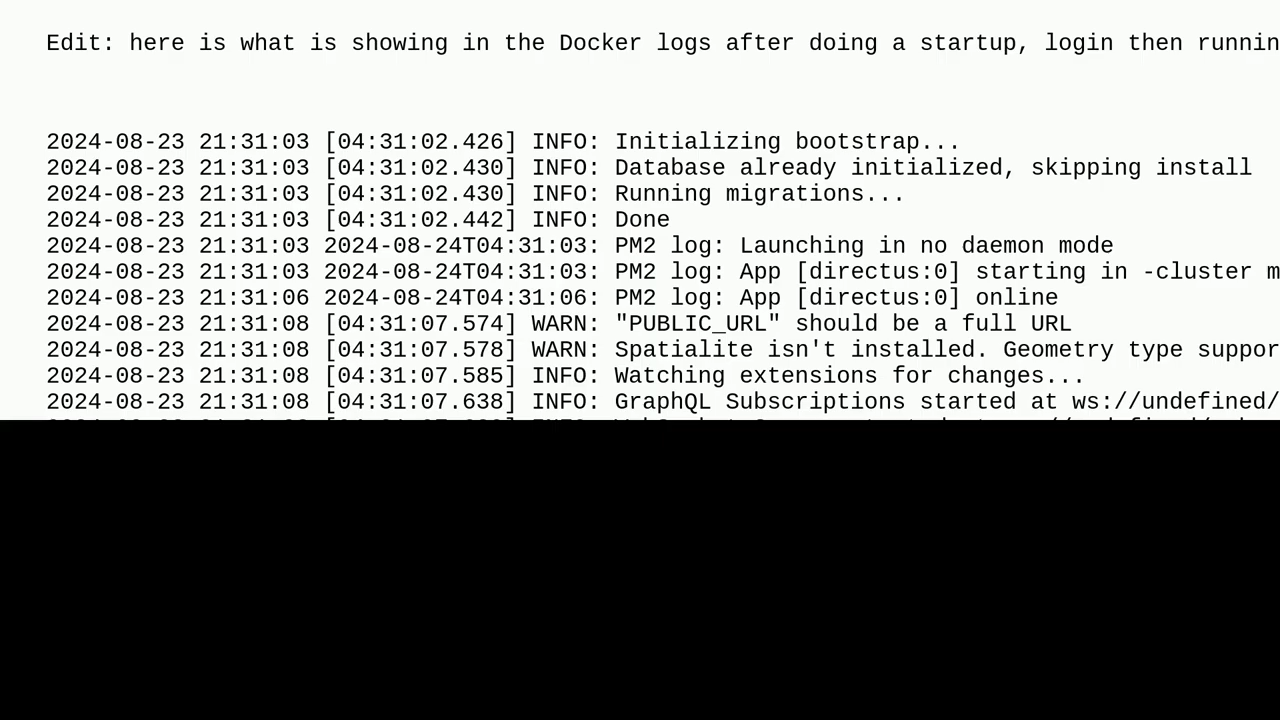 Edit: here is what is showing in the Docker logs after doing a startup, login then runnin
2024-08-23 21:31:03 [04:31:02.426] INFO: Initializing bootstrap...
2024-08-23 21:31:03 [04:31:02.430] INFO: Database already initialized, skipping install
2024-08-23 21:31:03 [04:31:02.430] INFO: Running migrations...
2024-08-23 21:31:03 [04:31:02.442] INFO: Done
2024-08-23 21:31:03 2024-08-24T04:31:03: PM2 log: Launching in no daemon mode
2024-08-23 21:31:03 2024-08-24T04:31:03: PM2 log: App [directus:0] starting in -cluster m
2024-08-23 21:31:06 2024-08-24T04:31:06: PM2 log: App [directus:0] online
2024-08-23 21:31:08 [04:31:07.574] WARN: "PUBLIC_URL" should be a full URL
2024-08-23 21:31:08 [04:31:07.578] WARN: Spatialite isn't installed. Geometry type suppor
2024-08-23 21:31:08 [04:31:07.585] INFO: Watching extensions for changes...
2024-08-23 21:31:08 [04:31:07.638] INFO: GraphQL Subscriptions started at ws://undefined/